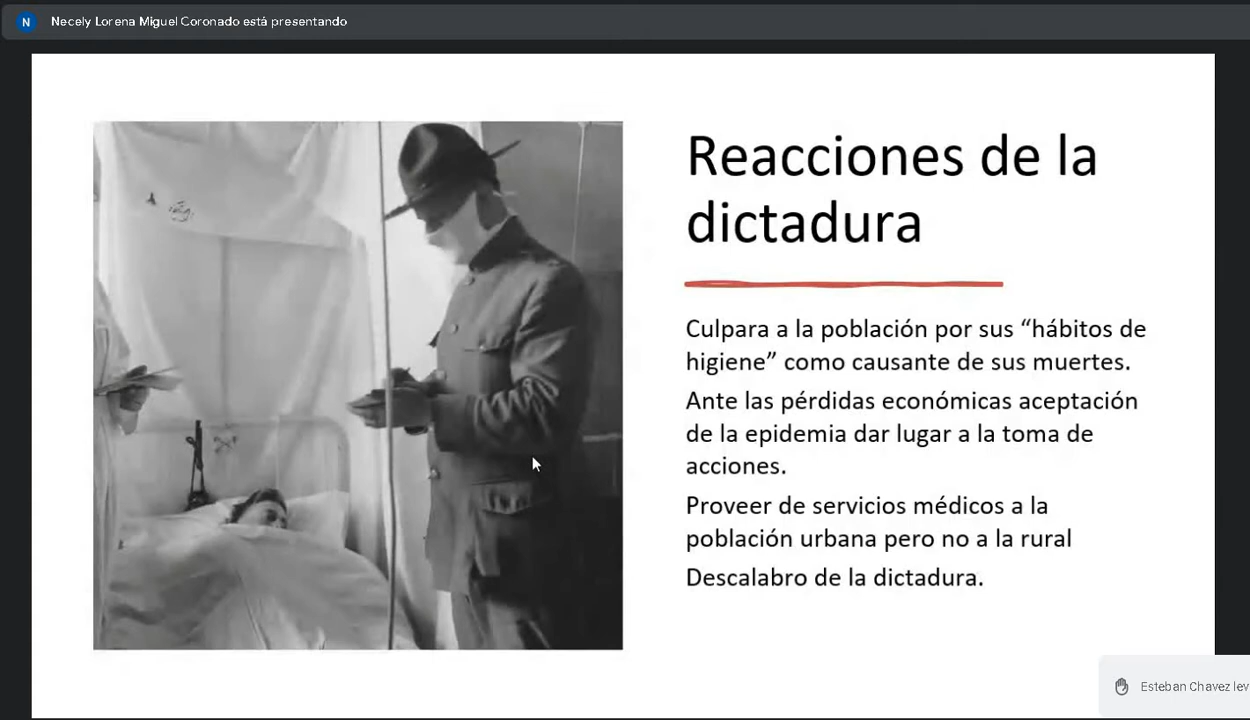 N Necely Lorena Miguel Coronado está presentando
Reacciones de la
dictadura
Culpara a la población por sus “hábitos de
higiene” como causante de sus muertes.
Ante las pérdidas económicas aceptación
de la epidemia dar lugar a la toma de
acciones.
Proveer de servicios médicos a la
población urbana pero no a la rural
Descalabro de la dictadura.
Esteban Chavez lev